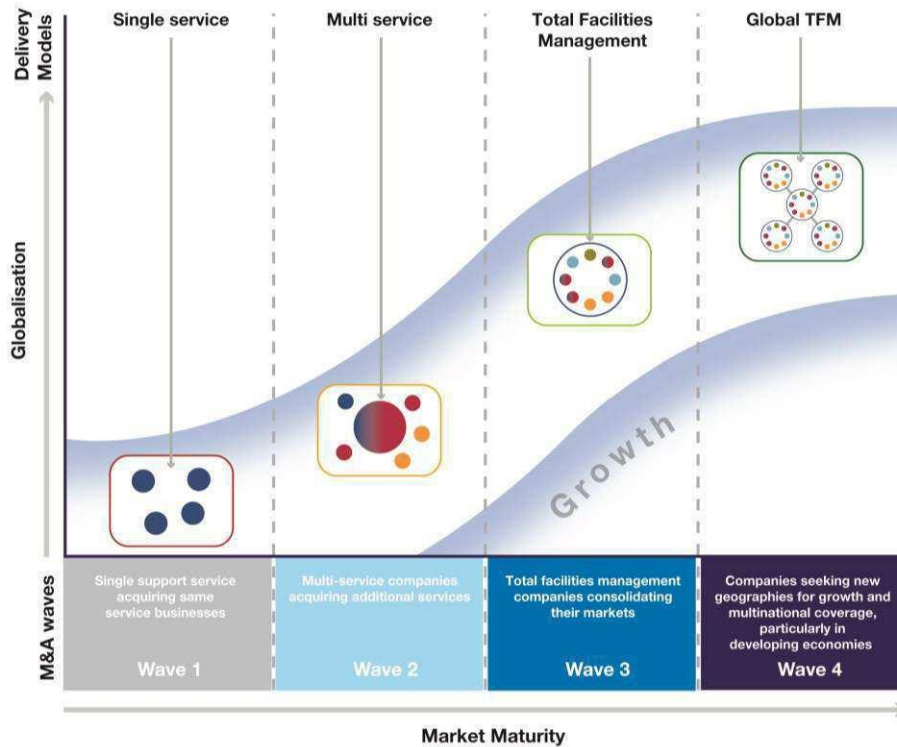 Single service
Multi service
Total Facilities
Management
Global TFM
Delivery
Models
Globalisation
Growth
M&A waves
Single support service
acquiring same
service businesses
Wave 1
Multi-service companies
acquiring additional services
Wave 2
Total facilities management
companies consolidating
their markets
Wave 3
Companies seeking new
geographies for growth and
multinational coverage,
particularly in
developing economies
Wave 4
Market Maturity